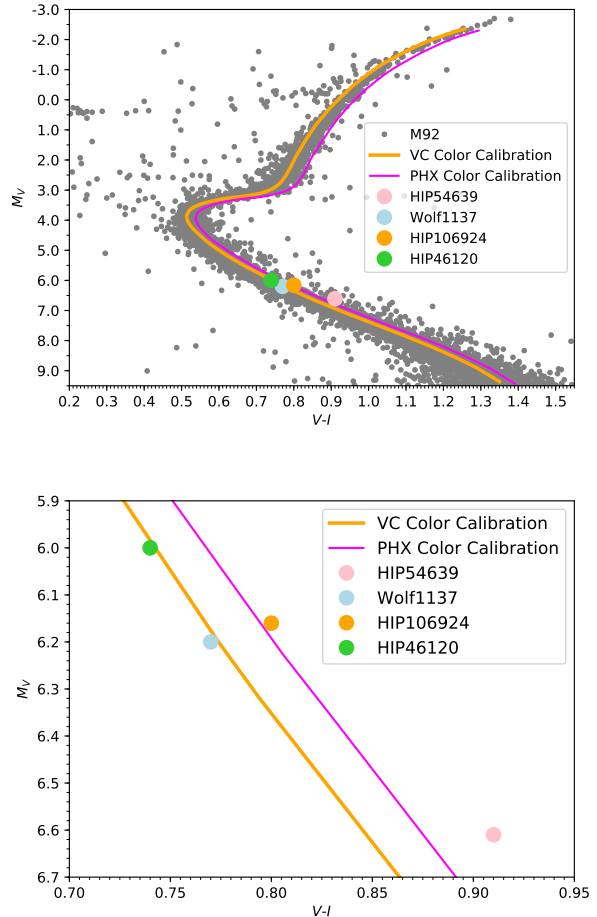 -3.0
-2.0
-1.0
0.0
1.0
2.0
3.0
4.0
5.0
6.0
7.0
8.0
9.0
M_V
M92
VC Color Calibration
PHX Color Calibration
HIP54639
Wolf1137
HIP106924
HIP46120
0.2 0.3 0.4 0.5 0.6 0.7 0.8 0.9 1.0 1.1 1.2 1.3 1.4 1.5
V-I
5.9
6.0
6.1
6.2
6.3
6.4
6.5
6.6
6.7
M_V
VC Color Calibration
PHX Color Calibration
HIP54639
Wolf1137
HIP106924
HIP46120
0.70 0.75 0.80 0.85 0.90 0.95
V-I